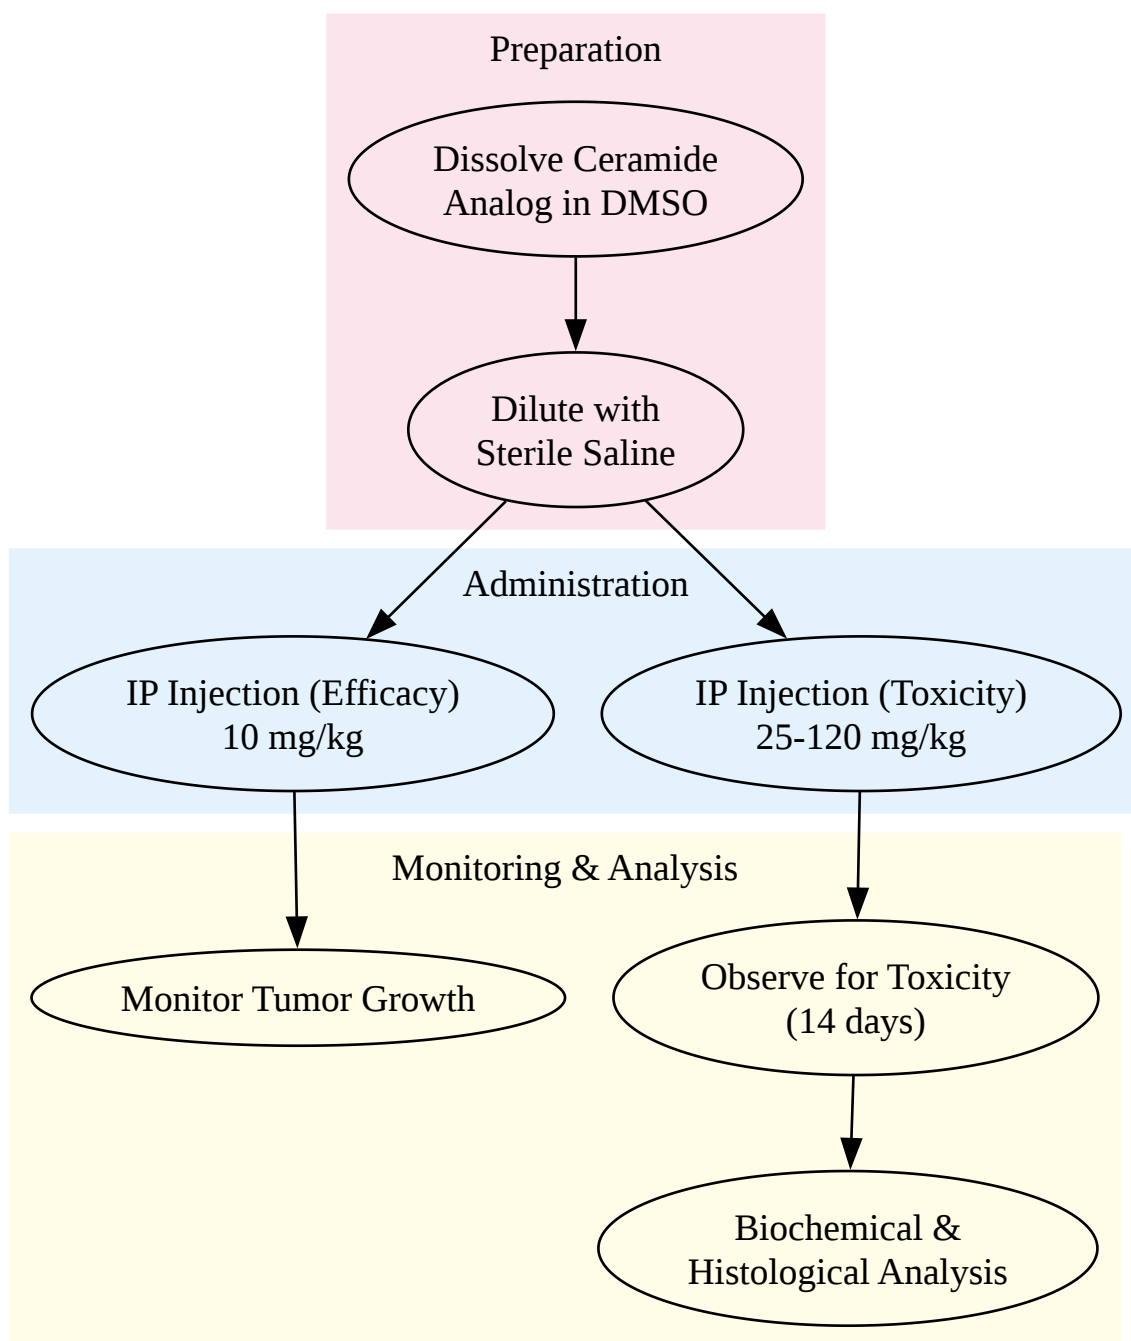 Preparation
Dissolve Ceramide
Analog in DMSO
Dilute with
Sterile Saline
Administration
IP Injection (Efficacy)
10 mg/kg
IP Injection (Toxicity)
25-120 mg/kg
Monitoring & Analysis
Monitor Tumor Growth
Observe for Toxicity
(14 days)
Biochemical &
Histological Analysis